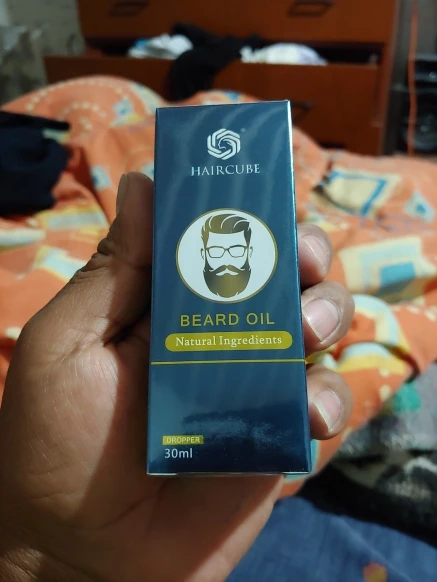 HAIRCUBE
BEARD OIL
Natural Ingredients
DROPPER
30ml